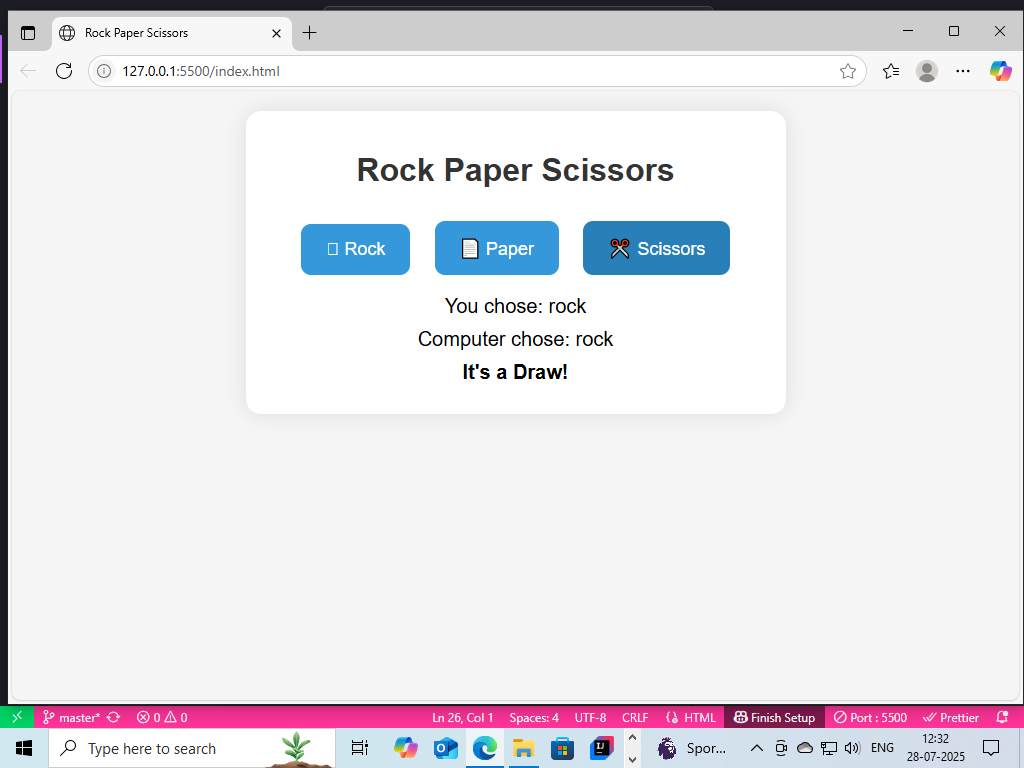 Rock Paper Scissors
127.0.0.1:5500/index.html
Rock Paper Scissors
Rock
Paper
Scissors
You chose: rock
Computer chose: rock
It's a Draw!
master*
0
0
Ln 26, Col 1
Spaces: 4
UTF-8
CRLF
HTML
Finish Setup
Port : 5500
Prettier
Type here to search
Spor...
ENG
12:32
28-07-2025